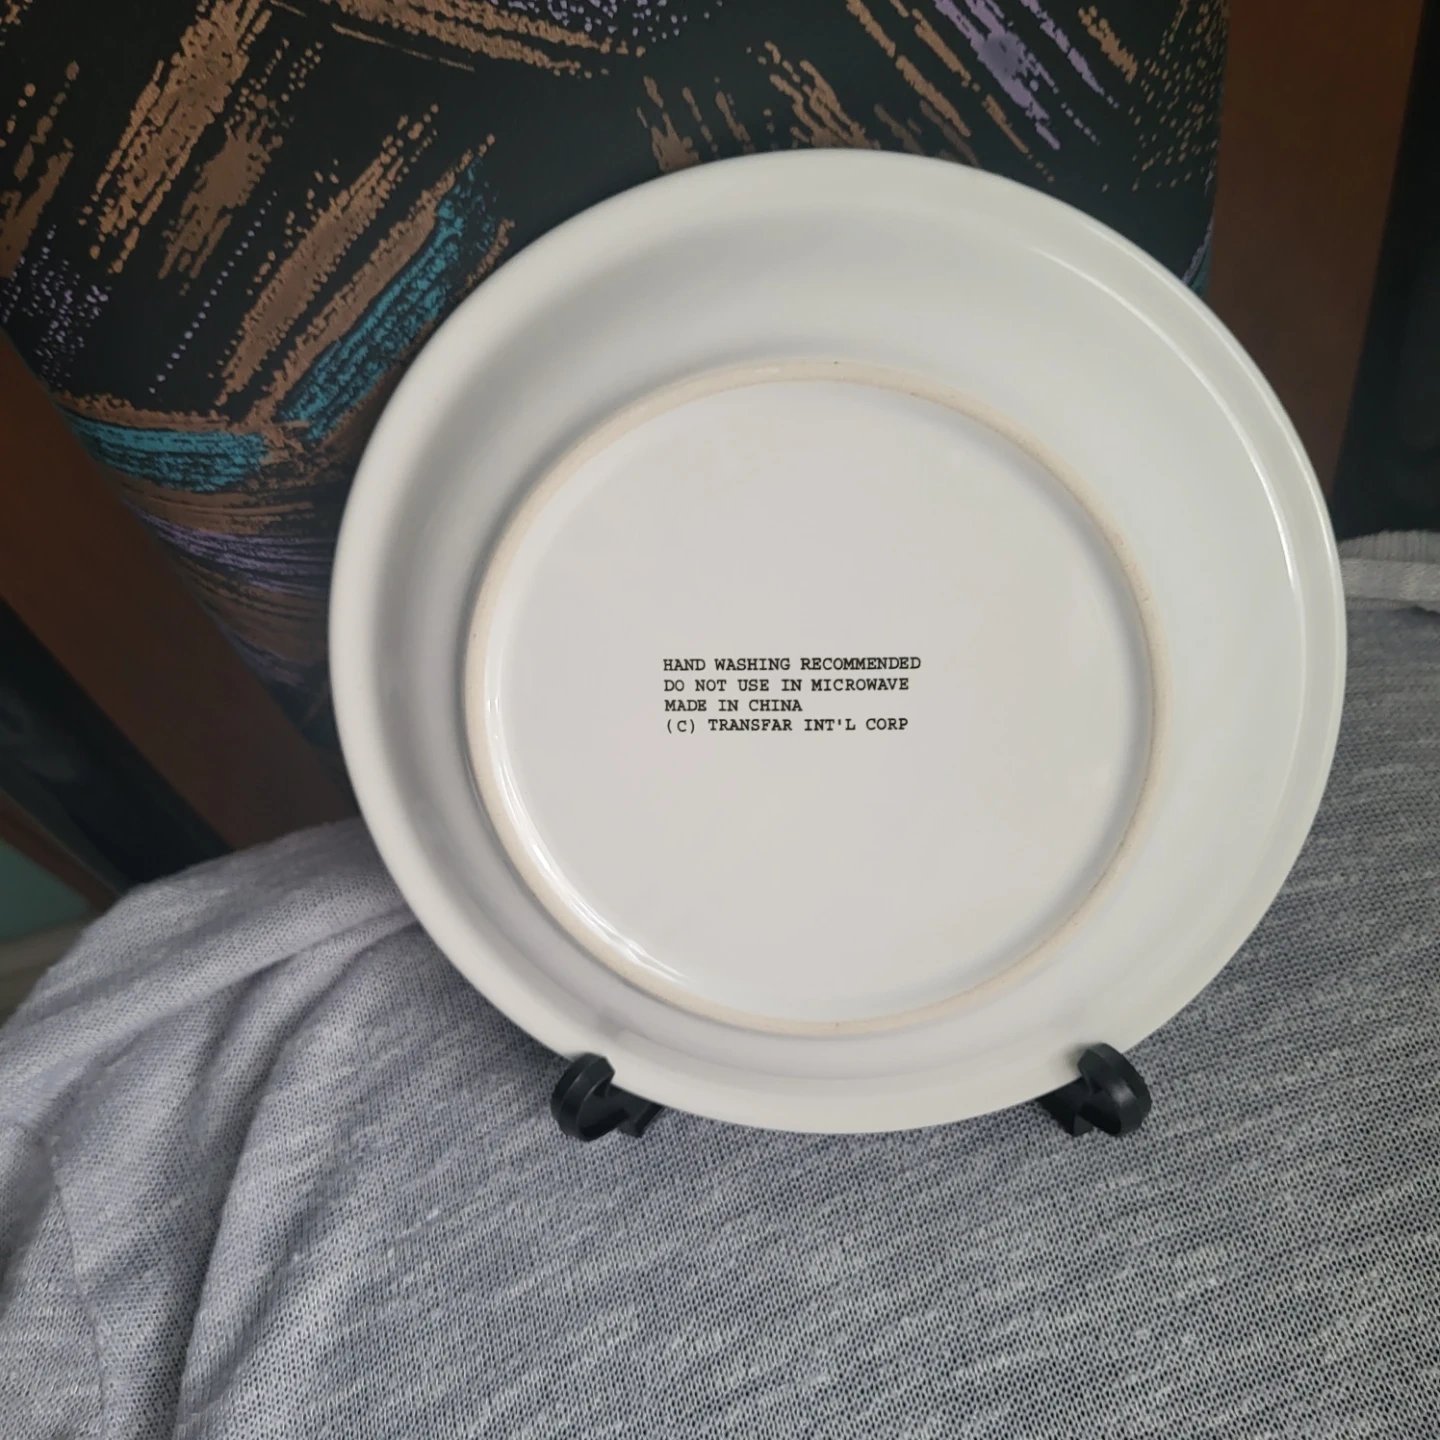 HAND WASHING RECOMMENDED
DO NOT USE IN MICROWAVE
MADE IN CHINA
(C) TRANSFAR INT'L CORP